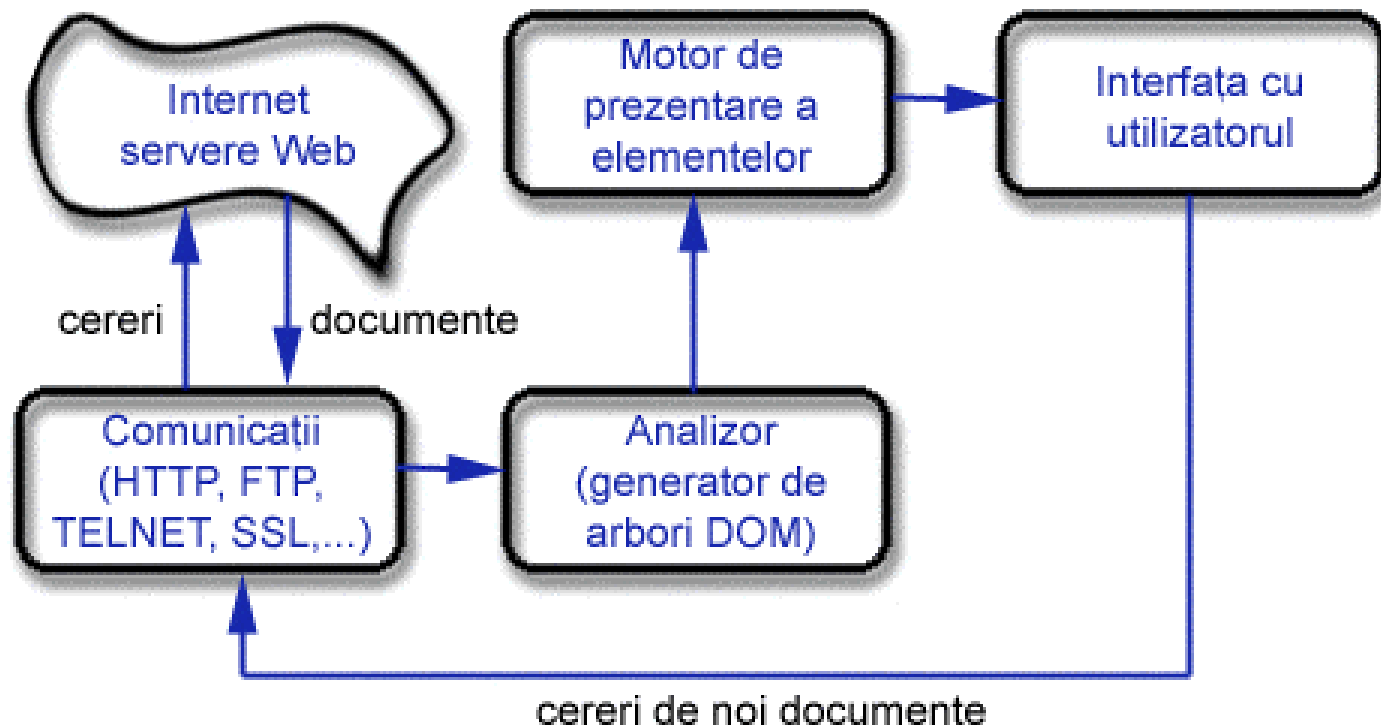 Internet
servere Web
Motor de
prezentare a
elementelor
Interfața cu
utilizatorul
cereri
documente
Comunicații
(HTTP, FTP,
TELNET, SSL,...)
Analizor
(generator de
arbori DOM)
cereri de noi documente